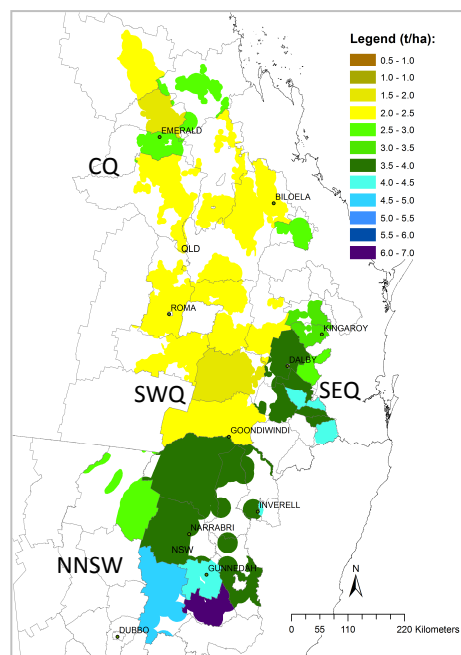 Legend (t/ha):
0.5 - 1.0
1.0 - 1.0
1.5 - 2.0
2.0 - 2.5
2.5 - 3.0
3.0 - 3.5
3.5 - 4.0
4.0 - 4.5
4.5 - 5.0
5.0 - 5.5
5.5 - 6.0
6.0 - 7.0
EMERALD
CQ
BILOELA
QLD
ROMA
KINGAROY
DALBY
SWQ
SEQ
GOONDIWINDI
INVERELL
NARRABRI
NSW
NNSW
GUNNEDAH
N
DUBBO
0 55 110 220 Kilometers